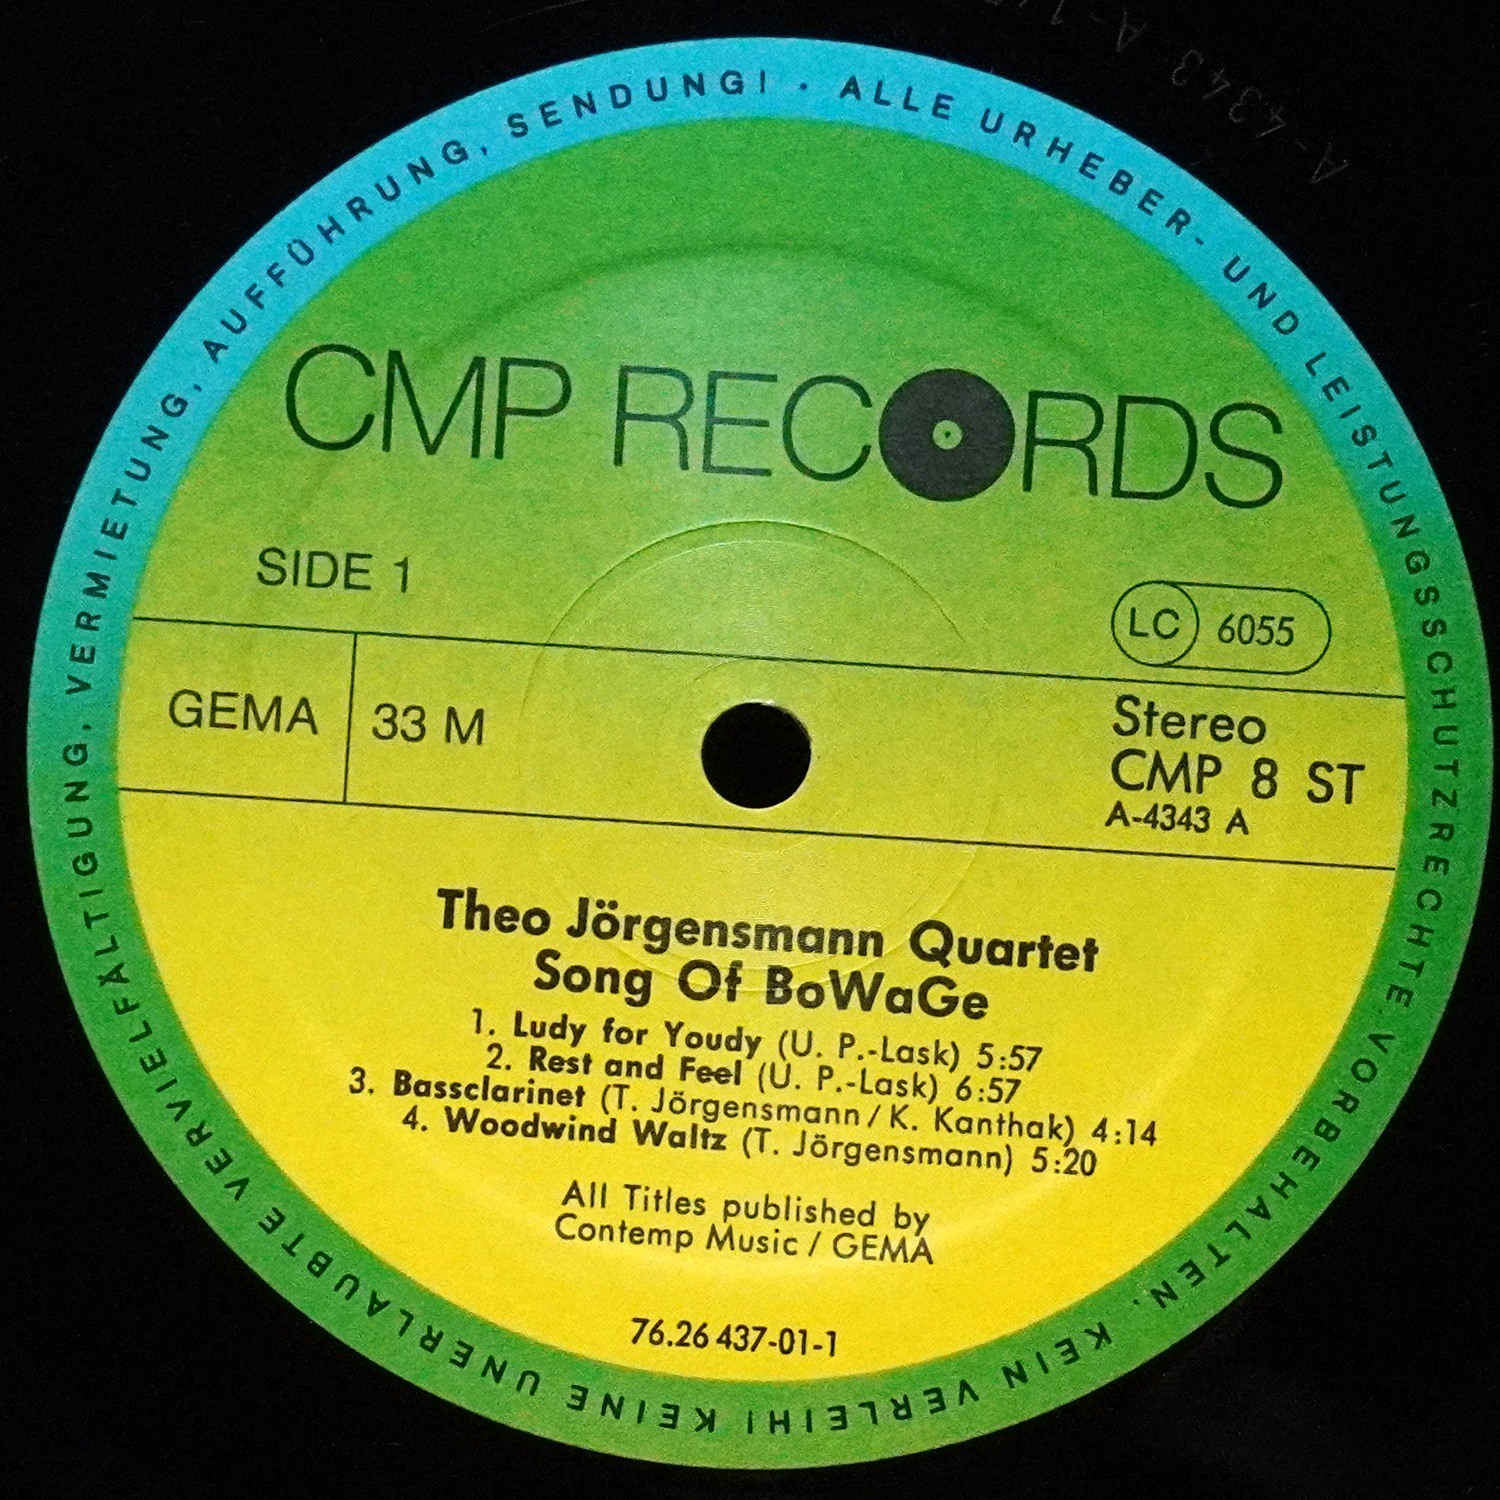 ALLE URHEBER- UND LEISTUNGSSCHUTZRECHTE VORBEHALTEN. KEIN VERLEIH! KEINE UNERLAUBTE VERVIELFÄLTIGUNG, VERMIETUNG, AUFFÜHRUNG, SENDUNG! ·
CMP RECORDS
SIDE 1
LC 6055
GEMA 33 M
Stereo
CMP 8 ST
A-4343 A
Theo Jörgensmann Quartet
Song Of BoWaGe
1. Ludy for Youdy (U. P.-Lask) 5:57
2. Rest and Feel (U. P.-Lask) 6:57
3. Bassclarinet (T. Jörgensmann / K. Kanthak) 4:14
4. Woodwind Waltz (T. Jörgensmann) 5:20
All Titles published by
Contemp Music / GEMA
76.26 437-01-1